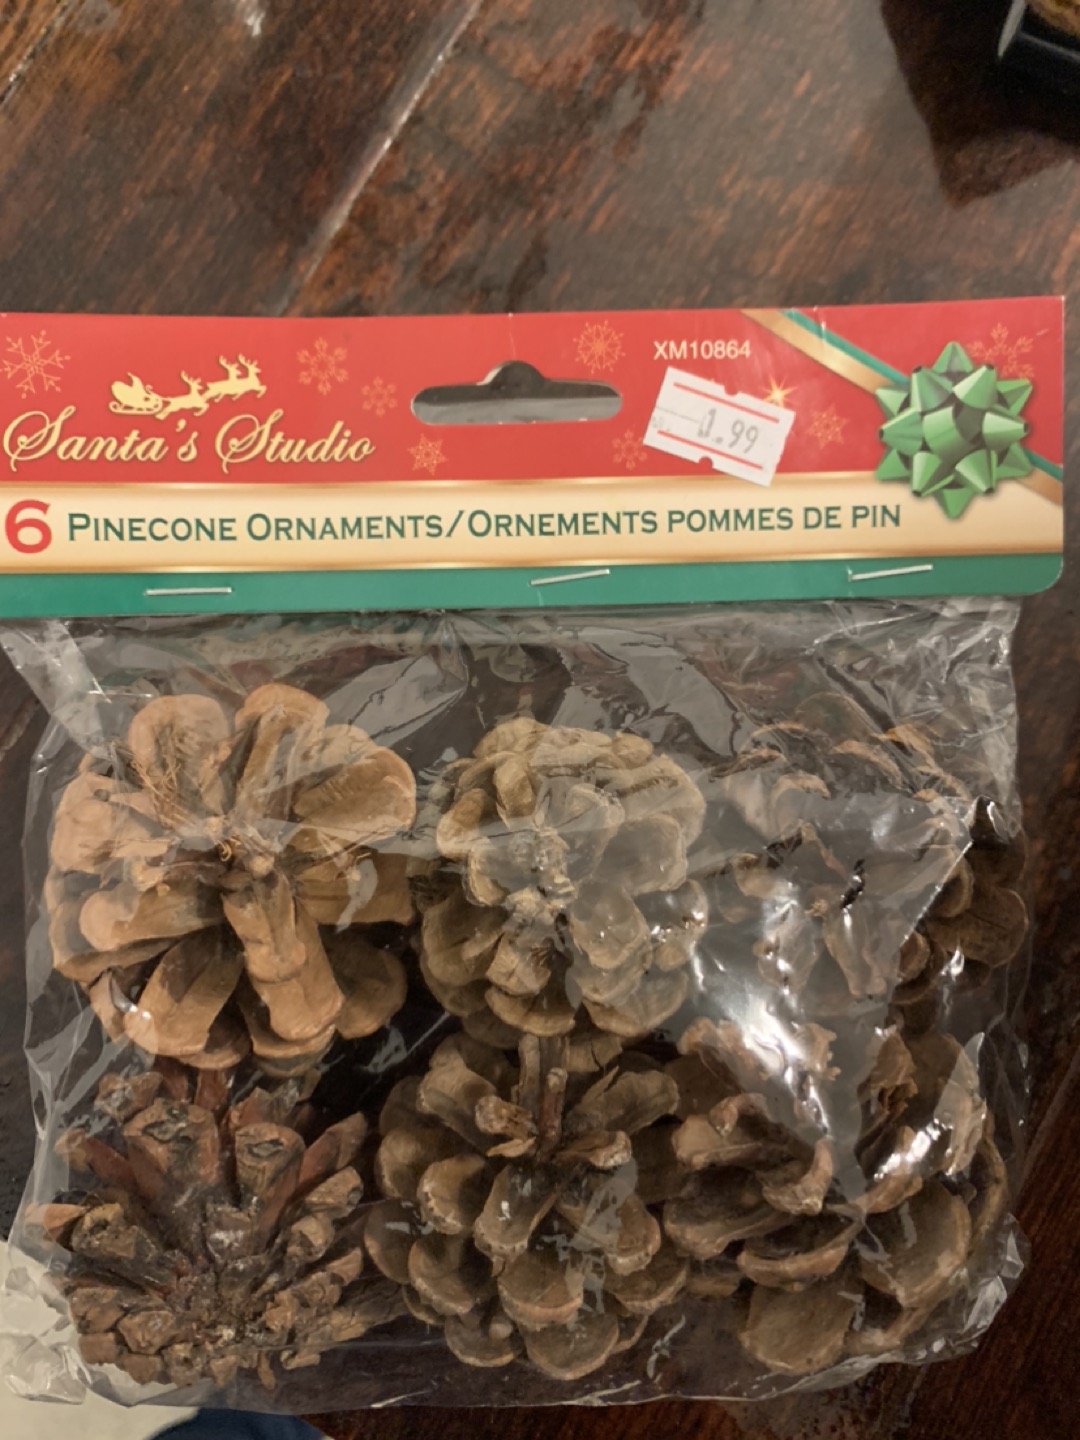 XM10864
1.99
Santa's Studio
6 PINECONE ORNAMENTS/ORNEMENTS POMMES DE PIN